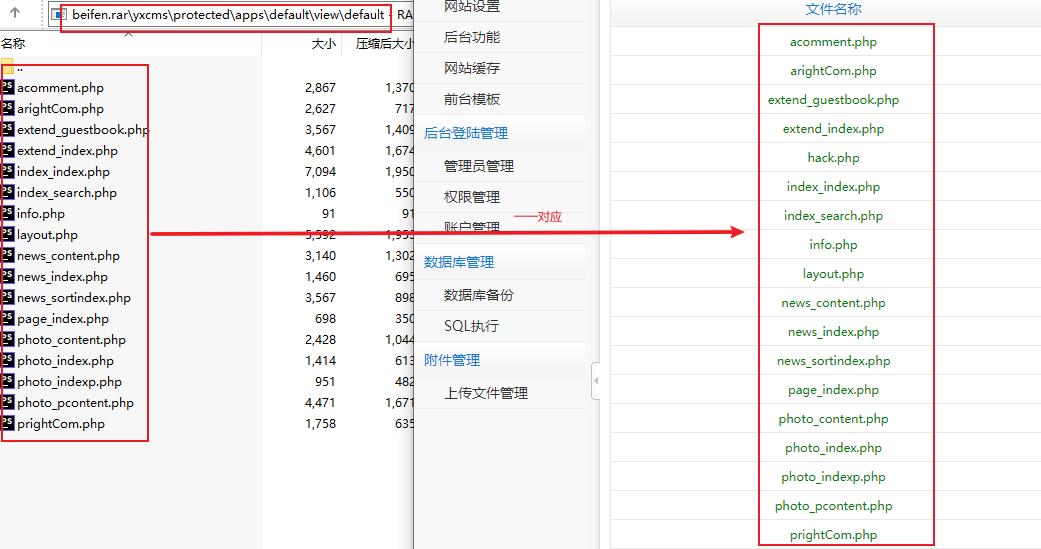 beifen.rar\yxcms\protected\apps\default\view\default - RA
名称 大小 压缩后大小
..
acomment.php 2,867 1,370
arightCom.php 2,627 717
extend_guestbook.php 3,567 1,409
extend_index.php 4,601 1,674
index_index.php 7,094 1,950
index_search.php 1,106 550
info.php 91 91
layout.php 5,592 1,953
news_content.php 3,140 1,302
news_index.php 1,460 695
news_sortindex.php 3,567 898
page_index.php 698 350
photo_content.php 2,428 1,044
photo_index.php 1,414 613
photo_indexp.php 951 482
photo_pcontent.php 4,471 1,671
prightCom.php 1,758 635
网站设置
后台功能
网站缓存
前台模板
后台登陆管理
管理员管理
权限管理
账户管理
数据库管理
数据库备份
SQL执行
附件管理
上传文件管理
一一对应
文件名称
acomment.php
arightCom.php
extend_guestbook.php
extend_index.php
hack.php
index_index.php
index_search.php
info.php
layout.php
news_content.php
news_index.php
news_sortindex.php
page_index.php
photo_content.php
photo_index.php
photo_indexp.php
photo_pcontent.php
prightCom.php